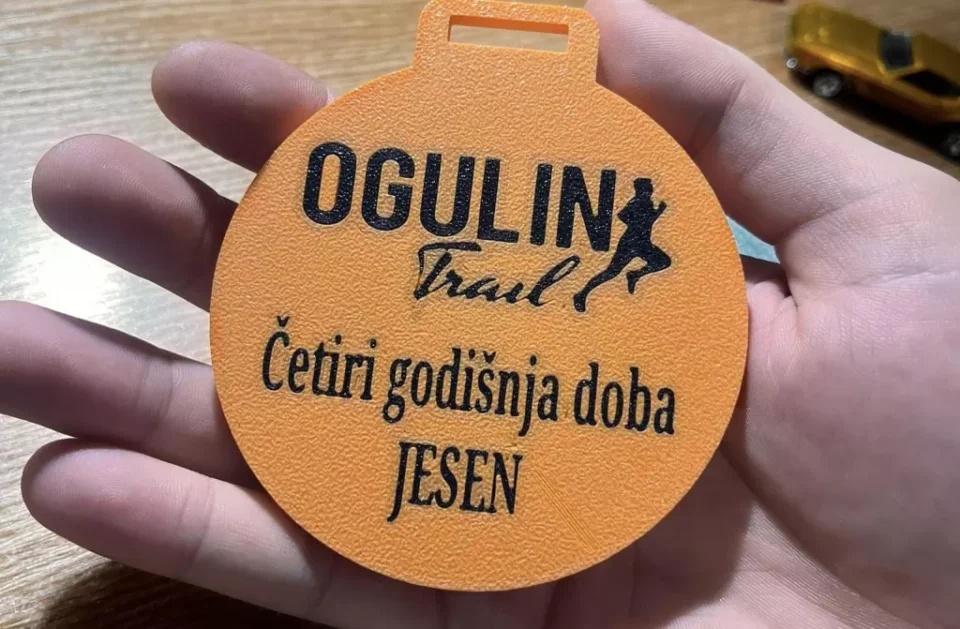 OGULIN
Trail
Četiri godišnja doba
JESEN